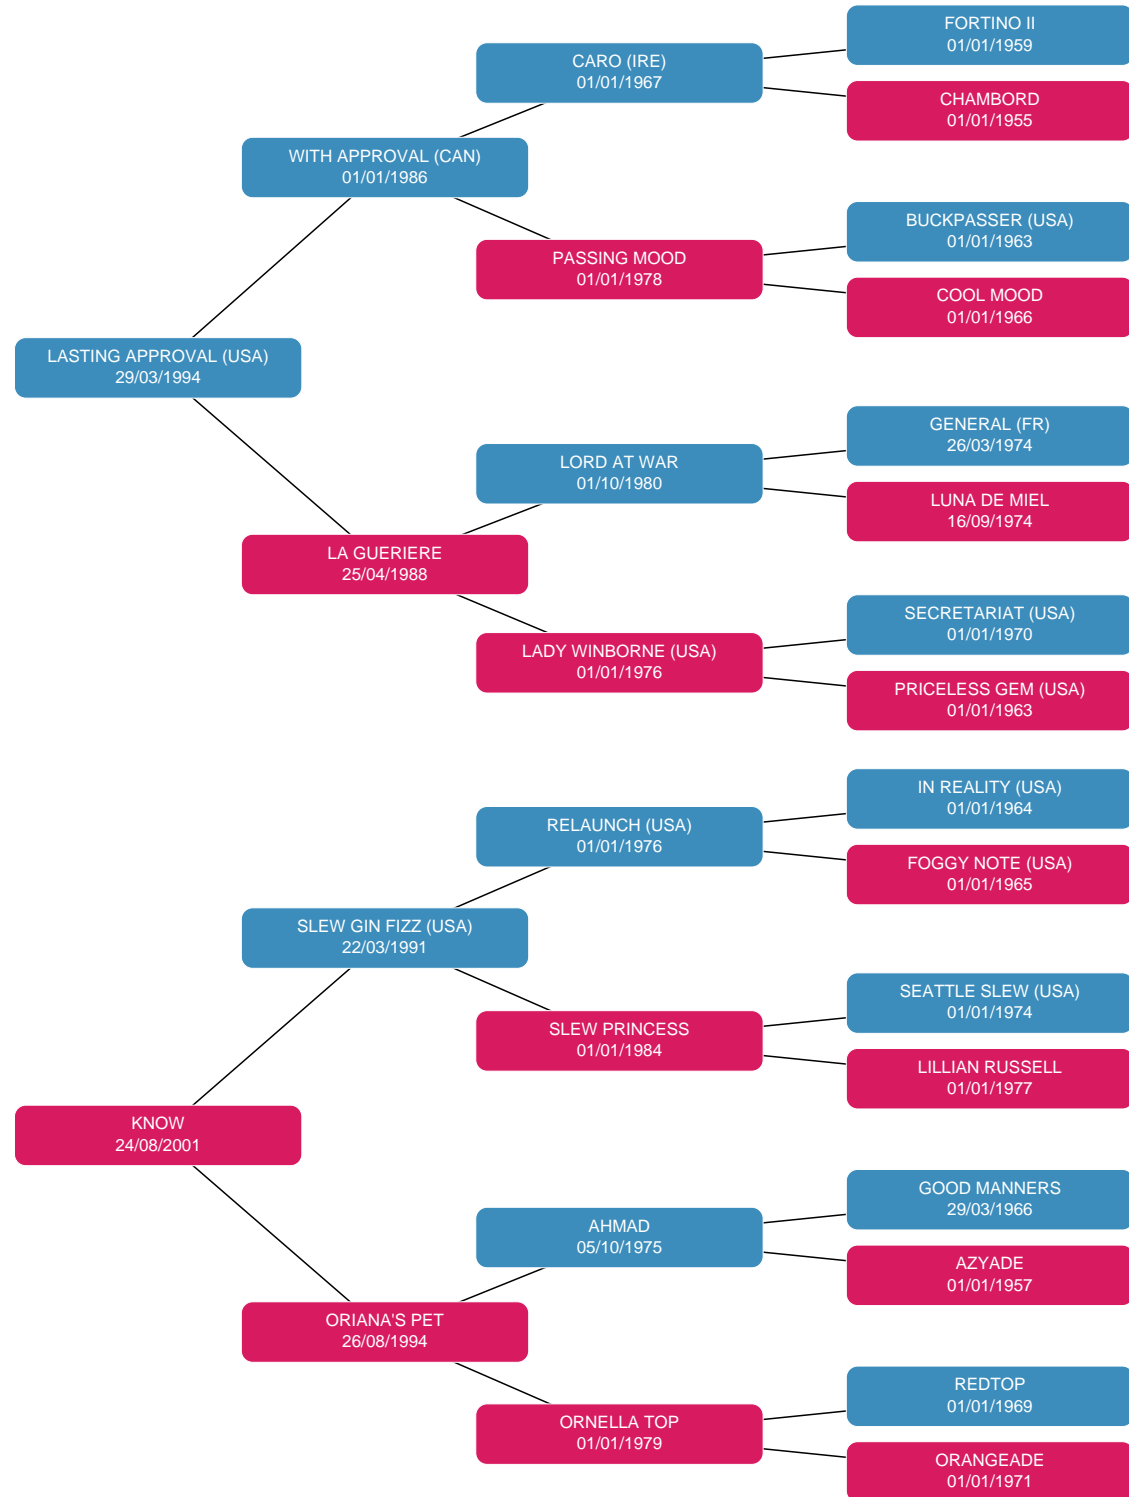 FORTINO II
01/01/1959
CARO (IRE)
01/01/1967
CHAMBORD
01/01/1955
WITH APPROVAL (CAN)
01/01/1986
BUCKPASSER (USA)
01/01/1963
PASSING MOOD
01/01/1978
COOL MOOD
01/01/1966
LASTING APPROVAL (USA)
29/03/1994
GENERAL (FR)
26/03/1974
LORD AT WAR
01/10/1980
LUNA DE MIEL
16/09/1974
LA GUERIERE
25/04/1988
SECRETARIAT (USA)
01/01/1970
LADY WINBORNE (USA)
01/01/1976
PRICELESS GEM (USA)
01/01/1963
IN REALITY (USA)
01/01/1964
RELAUNCH (USA)
01/01/1976
FOGGY NOTE (USA)
01/01/1965
SLEW GIN FIZZ (USA)
22/03/1991
SEATTLE SLEW (USA)
01/01/1974
SLEW PRINCESS
01/01/1984
LILLIAN RUSSELL
01/01/1977
KNOW
24/08/2001
GOOD MANNERS
29/03/1966
AHMAD
05/10/1975
AZYADE
01/01/1957
ORIANA'S PET
26/08/1994
REDTOP
01/01/1969
ORNELLA TOP
01/01/1979
ORANGEADE
01/01/1971